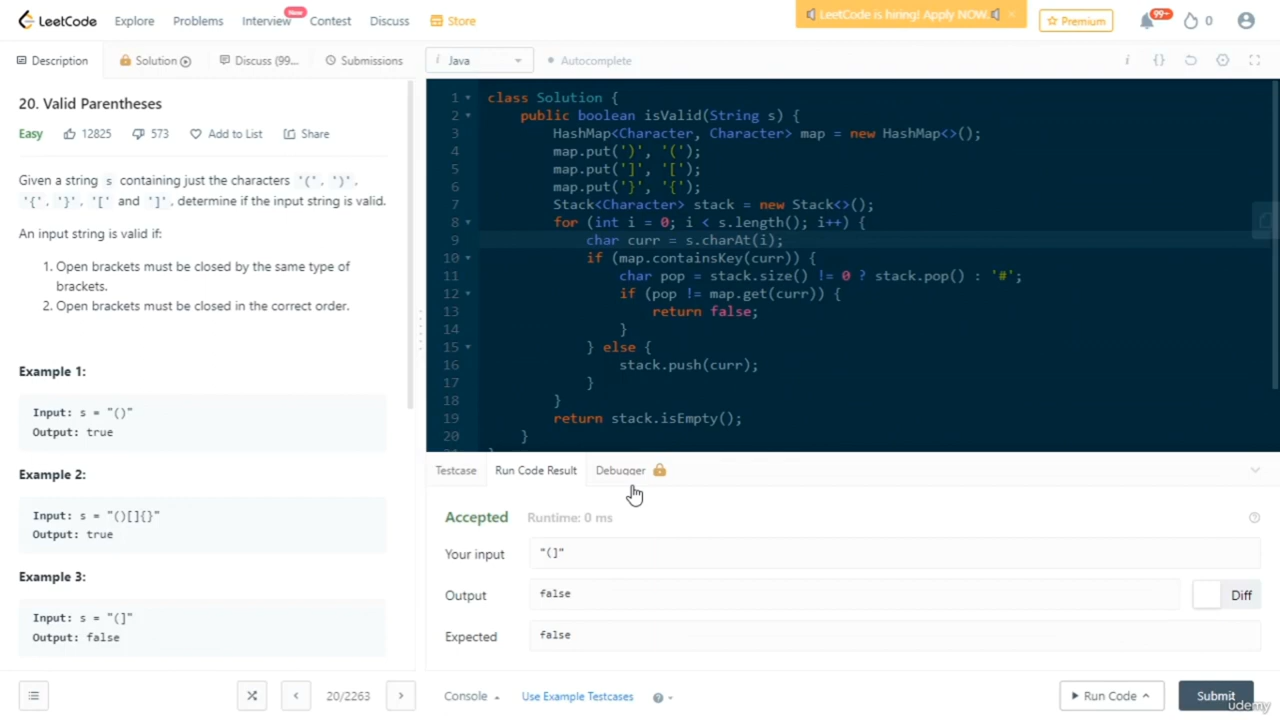 LeetCode Explore Problems Interview New Contest Discuss Store LeetCode is hiring! Apply NOW. × Premium 99+ 0
Description Solution Discuss (99... Submissions i Java Autocomplete i {}
20. Valid Parentheses
Easy 12825 573 Add to List Share
Given a string s containing just the characters '(', ')',
'{', '}', '[' and ']', determine if the input string is valid.
An input string is valid if:
1. Open brackets must be closed by the same type of
brackets.
2. Open brackets must be closed in the correct order.
Example 1:
Input: s = "()"
Output: true
Example 2:
Input: s = "()[]{}"
Output: true
Example 3:
Input: s = "(]"
Output: false
20/2263
1 class Solution {
2 public boolean isValid(String s) {
3 HashMap<Character, Character> map = new HashMap<>();
4 map.put(')', '(');
5 map.put(']', '[');
6 map.put('}', '{');
7 Stack<Character> stack = new Stack<>();
8 for (int i = 0; i < s.length(); i++) {
9 char curr = s.charAt(i);
10 if (map.containsKey(curr)) {
11 char pop = stack.size() != 0 ? stack.pop() : '#';
12 if (pop != map.get(curr)) {
13 return false;
14 }
15 } else {
16 stack.push(curr);
17 }
18 }
19 return stack.isEmpty();
20 }
Testcase Run Code Result Debugger
Accepted Runtime: 0 ms
Your input "(]"
Output false Diff
Expected false
Console Use Example Testcases Run Code Submit
udemy